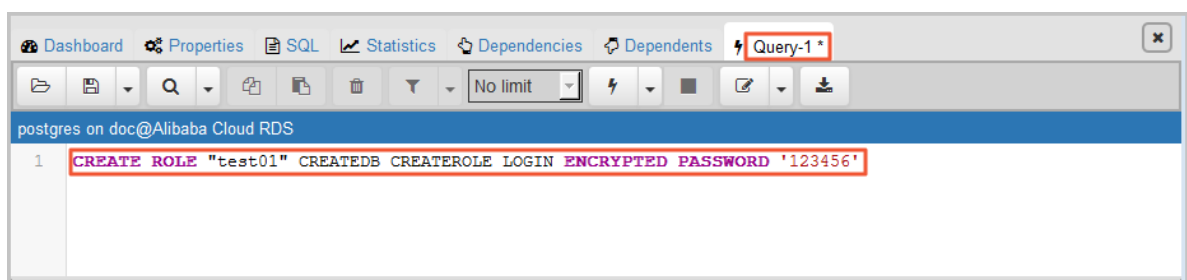 Dashboard Properties SQL Statistics Dependencies Dependents Query-1 *
No limit
postgres on doc@Alibaba Cloud RDS
1 CREATE ROLE "test01" CREATEDB CREATEROLE LOGIN ENCRYPTED PASSWORD '123456'